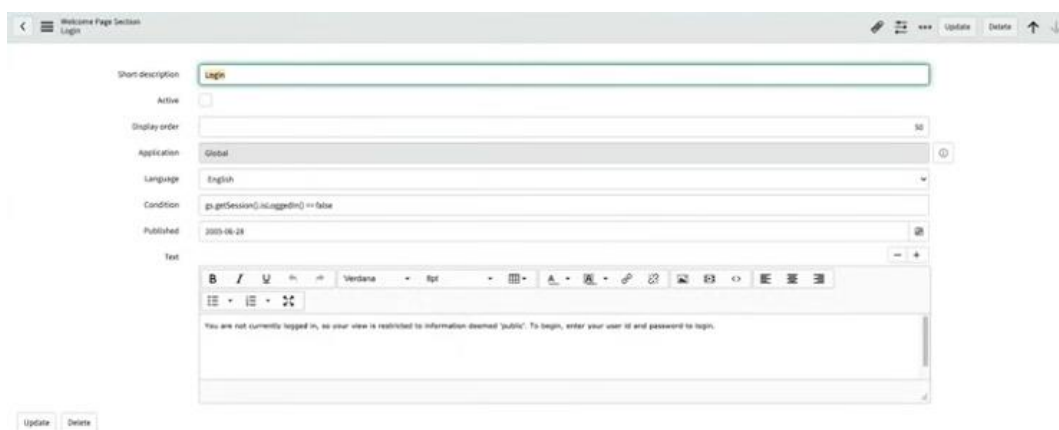 Welcome Page Section
Login
Update Delete
Short description Login
Active
Display order 50
Application Global
Language English
Condition gs.getSession().isLoggedIn() == false
Published 2005-06-28
Text
B I U Verdana 8pt A A
You are not currently logged in, so your view is restricted to information deemed 'public'. To begin, enter your user id and password to login.
Update Delete